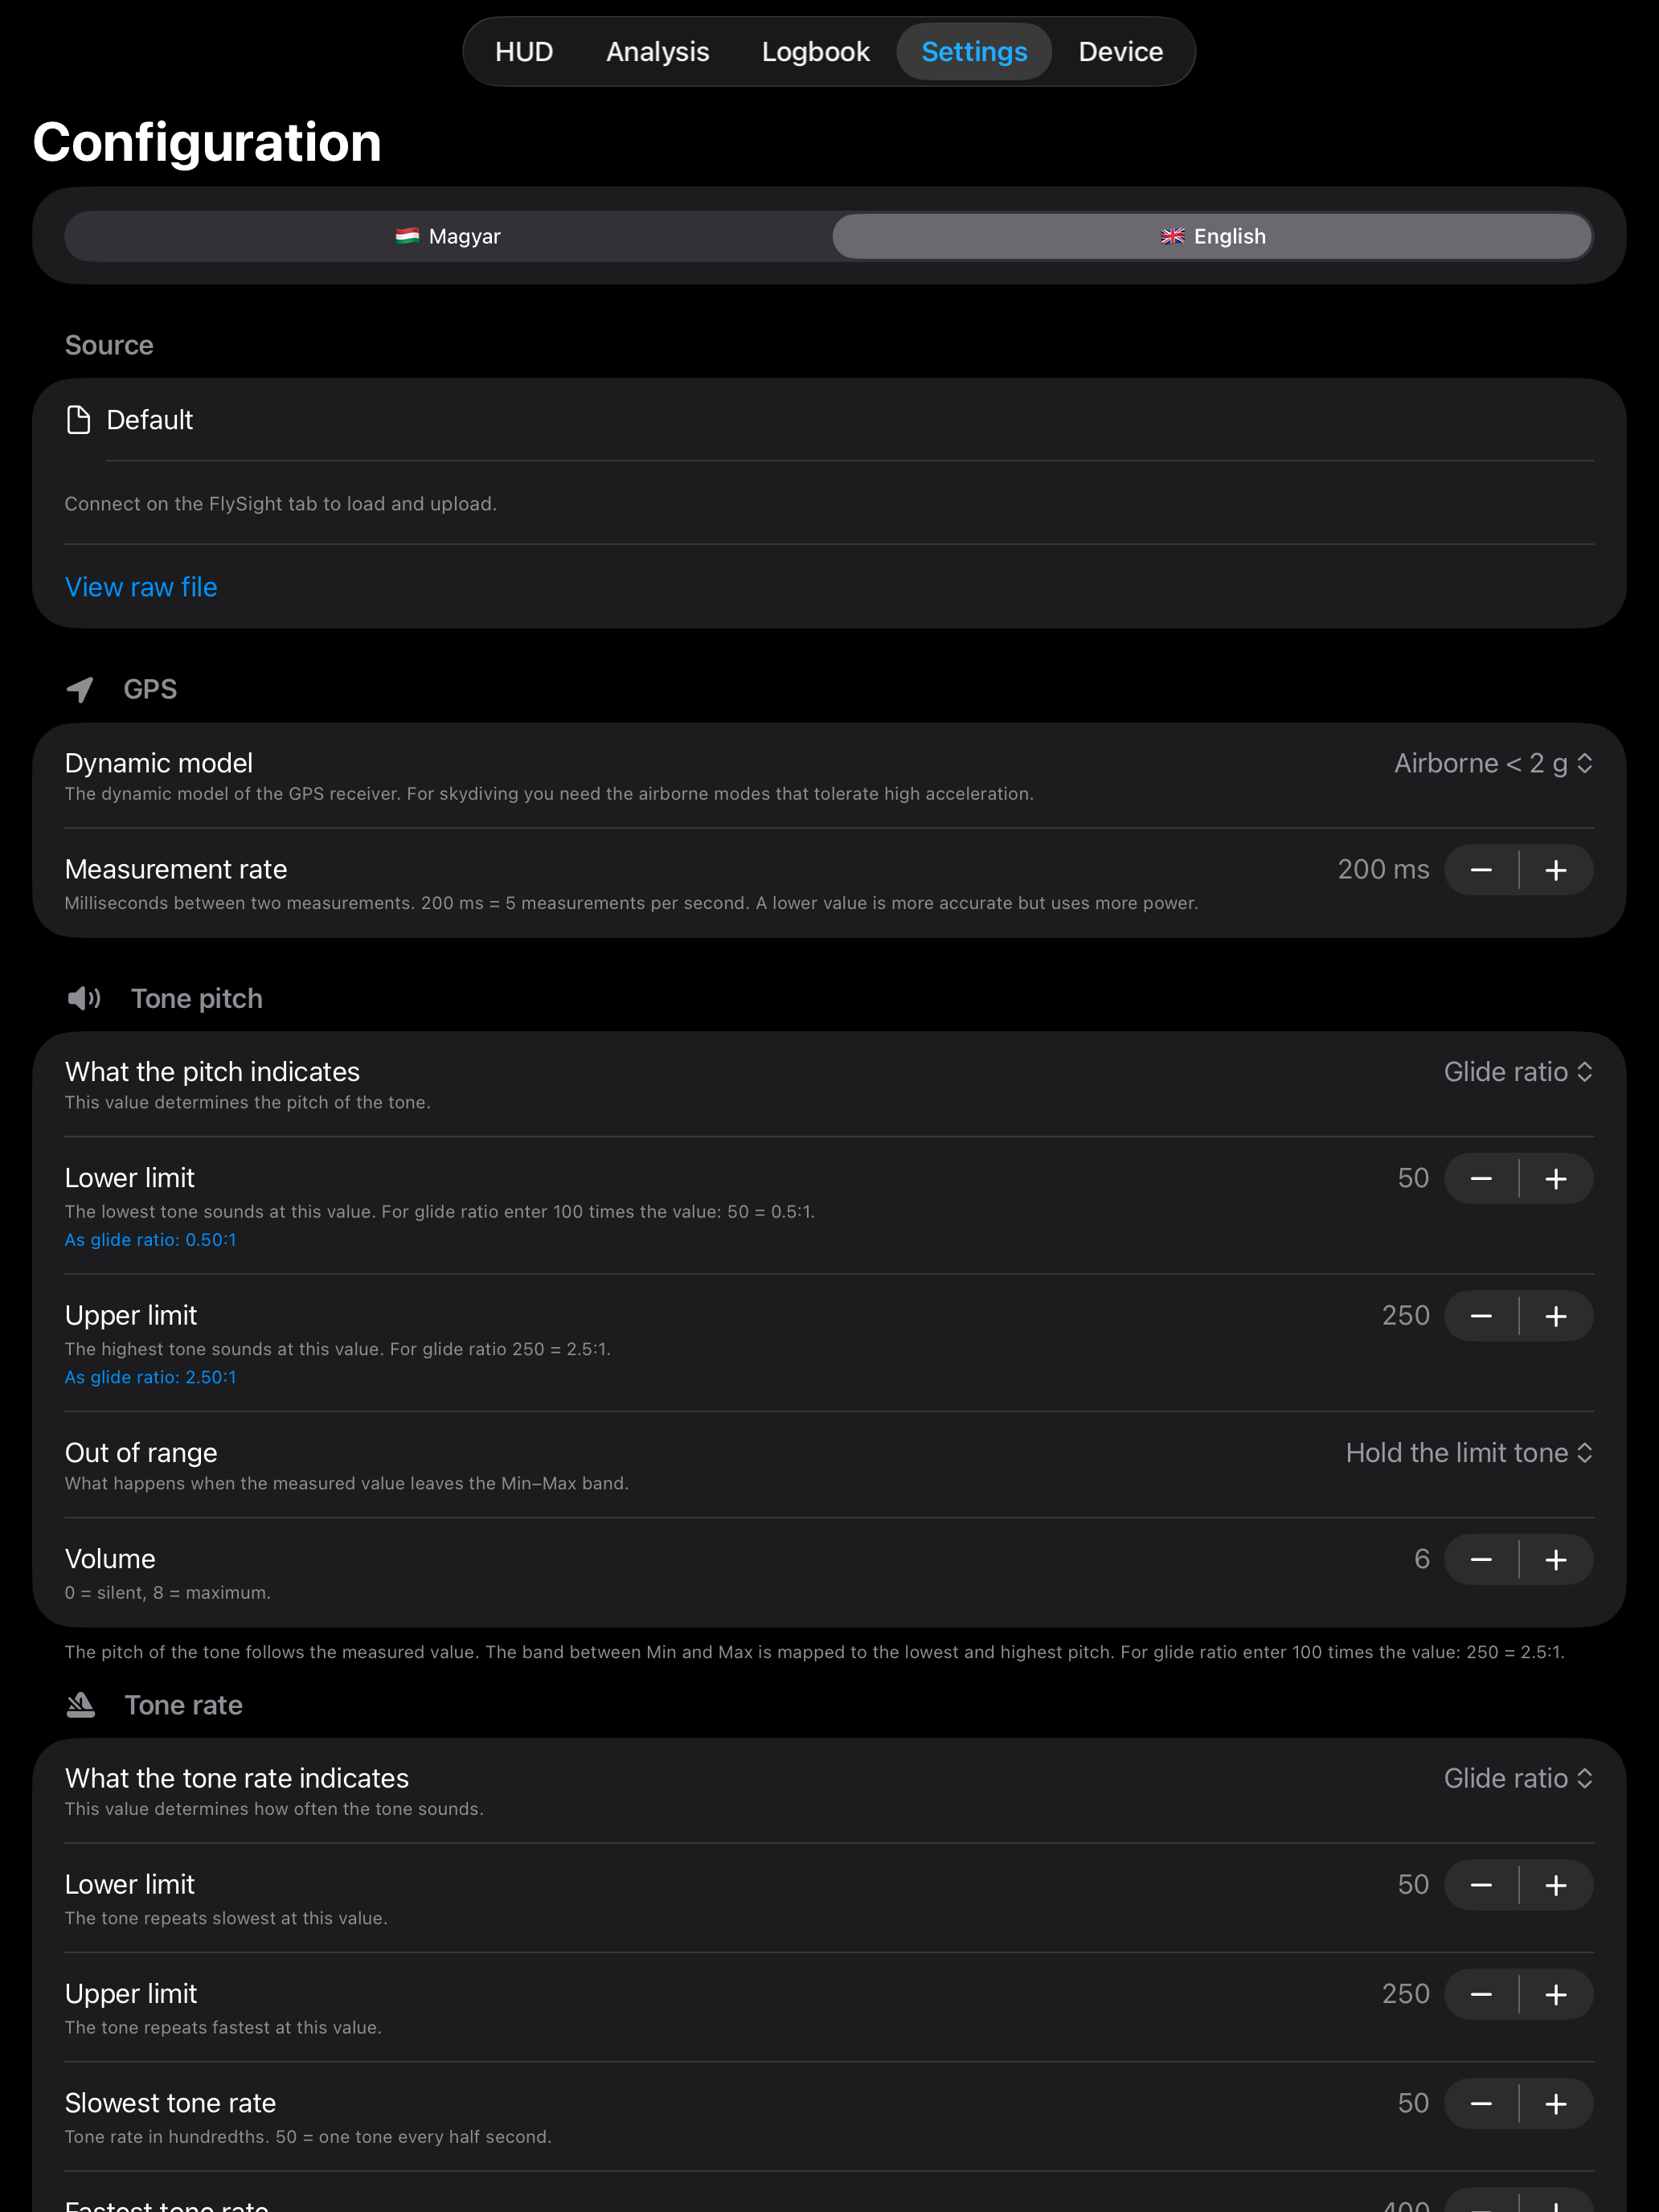 HUD Analysis Logbook Settings Device
Configuration
Magyar English
Source
Default
Connect on the FlySight tab to load and upload.
View raw file
GPS
Dynamic model Airborne < 2 g
The dynamic model of the GPS receiver. For skydiving you need the airborne modes that tolerate high acceleration.
Measurement rate 200 ms
Milliseconds between two measurements. 200 ms = 5 measurements per second. A lower value is more accurate but uses more power.
Tone pitch
What the pitch indicates Glide ratio
This value determines the pitch of the tone.
Lower limit 50
The lowest tone sounds at this value. For glide ratio enter 100 times the value: 50 = 0.5:1.
As glide ratio: 0.50:1
Upper limit 250
The highest tone sounds at this value. For glide ratio 250 = 2.5:1.
As glide ratio: 2.50:1
Out of range Hold the limit tone
What happens when the measured value leaves the Min–Max band.
Volume 6
0 = silent, 8 = maximum.
The pitch of the tone follows the measured value. The band between Min and Max is mapped to the lowest and highest pitch. For glide ratio enter 100 times the value: 250 = 2.5:1.
Tone rate
What the tone rate indicates Glide ratio
This value determines how often the tone sounds.
Lower limit 50
The tone repeats slowest at this value.
Upper limit 250
The tone repeats fastest at this value.
Slowest tone rate 50
Tone rate in hundredths. 50 = one tone every half second.
Fastest tone rate 400